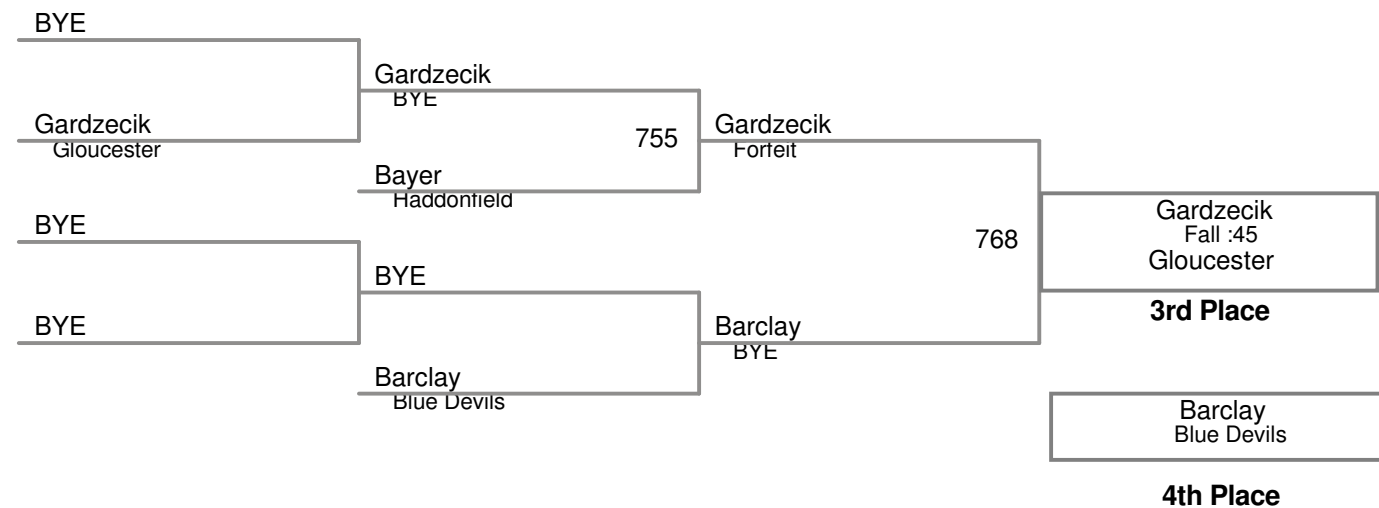 BYE
Gardzecik
BYE
Gardzecik
Gloucester
755
Gardzecik
Forfeit
Bayer
Haddonfield
Gardzecik
Fall :45
Gloucester
BYE
768
BYE
3rd Place
BYE
Barclay
BYE
Barclay
Blue Devils
Barclay
Blue Devils
4th Place